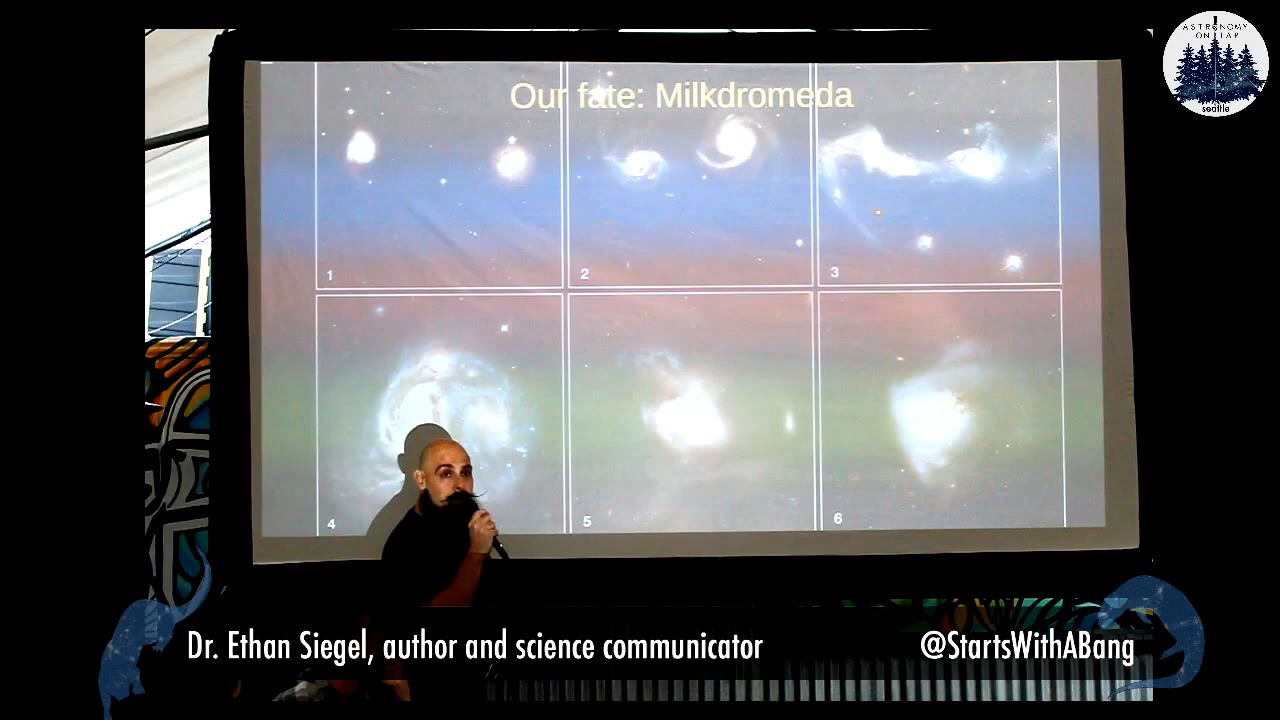 ASTRONOMY
ON TAP
seattle
Our fate: Milkdromeda
1
2
3
4
5
6
Dr. Ethan Siegel, author and science communicator
@StartsWithABang